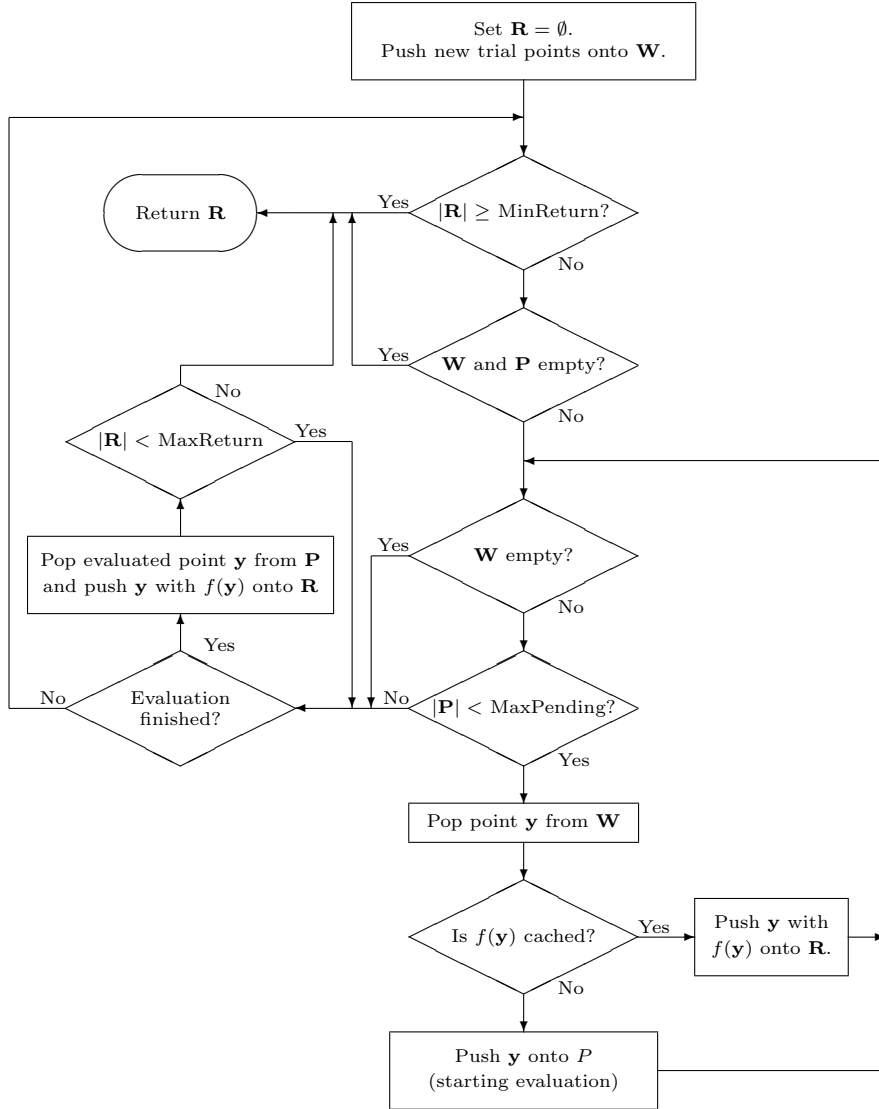 Set R = ∅.
Push new trial points onto W.
Return R
Yes
|R| ≥ MinReturn?
No
Yes
W and P empty?
No
No
|R| < MaxReturn
Yes
Yes
W empty?
No
Pop evaluated point y from P
and push y with f(y) onto R
Yes
No
Evaluation
finished?
No
|P| < MaxPending?
Yes
Pop point y from W
Is f(y) cached?
Yes
Push y with
f(y) onto R.
No
Push y onto P
(starting evaluation)